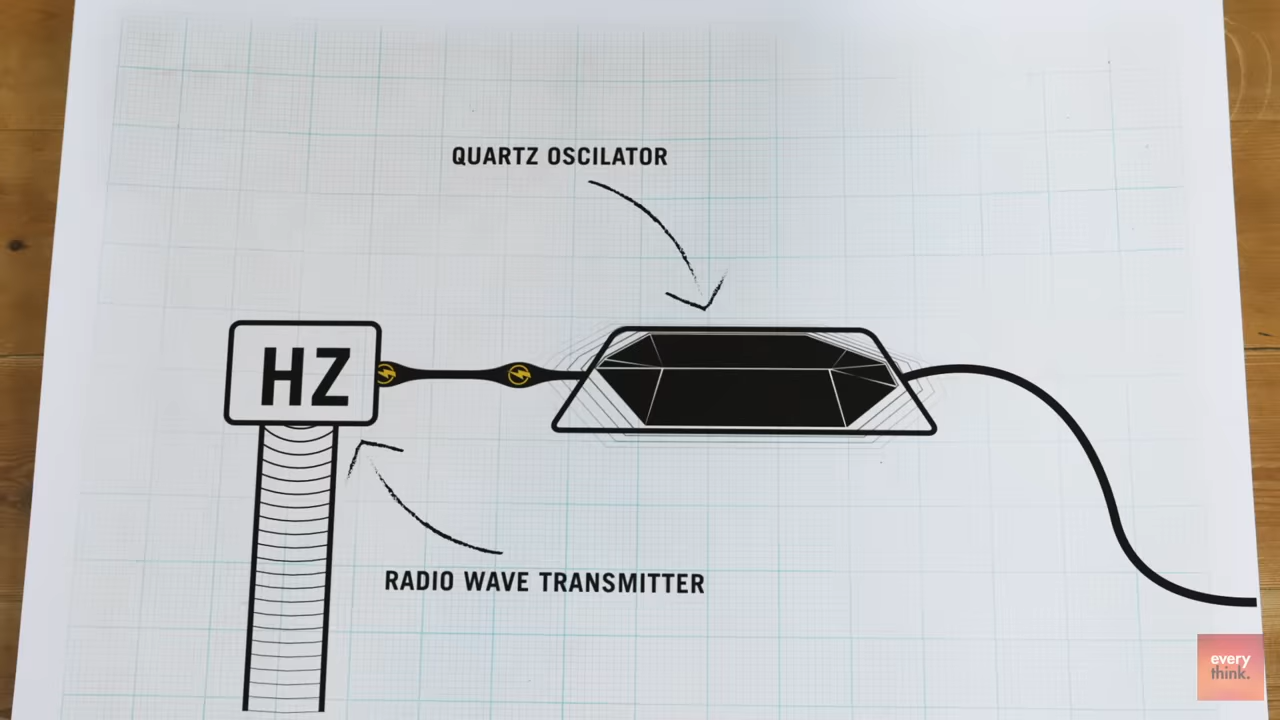 QUARTZ OSCILATOR
HZ
RADIO WAVE TRANSMITTER
every
think.